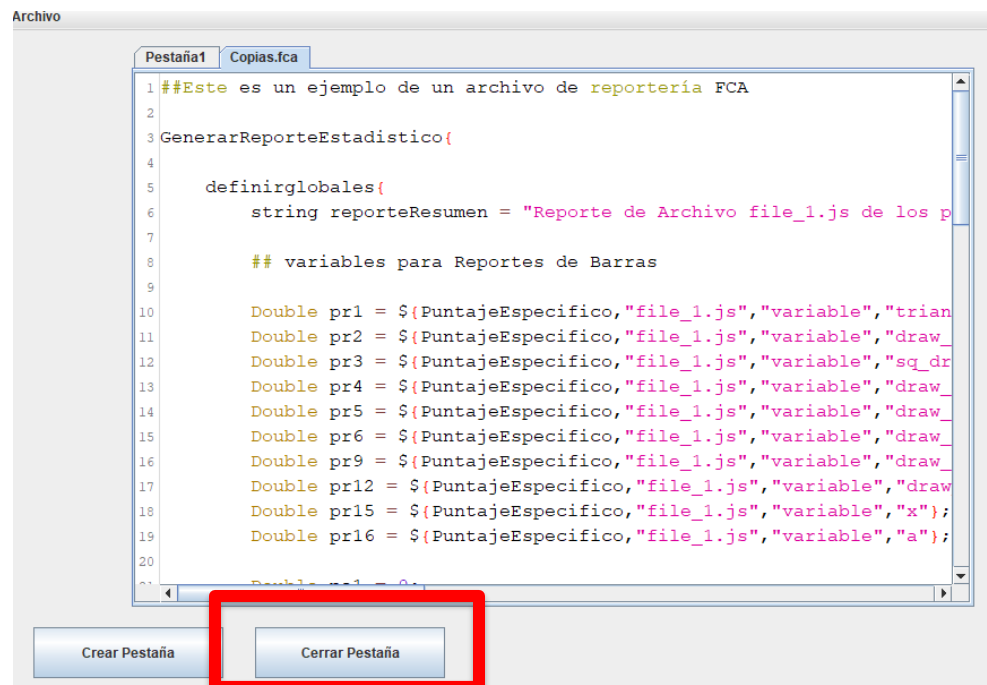 Archivo
Pestaña1 Copias.fca
1 ##Este es un ejemplo de un archivo de reportería FCA
2
3 GenerarReporteEstadistico{
4
5 definirglobales{
6 string reporteResumen = "Reporte de Archivo file_1.js de los p
7
8 ## variables para Reportes de Barras
9
10 Double pr1 = ${PuntajeEspecifico,"file_1.js","variable","trian
11 Double pr2 = ${PuntajeEspecifico,"file_1.js","variable","draw_
12 Double pr3 = ${PuntajeEspecifico,"file_1.js","variable","sq_dr
13 Double pr4 = ${PuntajeEspecifico,"file_1.js","variable","draw_
14 Double pr5 = ${PuntajeEspecifico,"file_1.js","variable","draw_
15 Double pr6 = ${PuntajeEspecifico,"file_1.js","variable","draw_
16 Double pr9 = ${PuntajeEspecifico,"file_1.js","variable","draw_
17 Double pr12 = ${PuntajeEspecifico,"file_1.js","variable","draw
18 Double pr15 = ${PuntajeEspecifico,"file_1.js","variable","x"};
19 Double pr16 = ${PuntajeEspecifico,"file_1.js","variable","a"};
20
Crear Pestaña Cerrar Pestaña